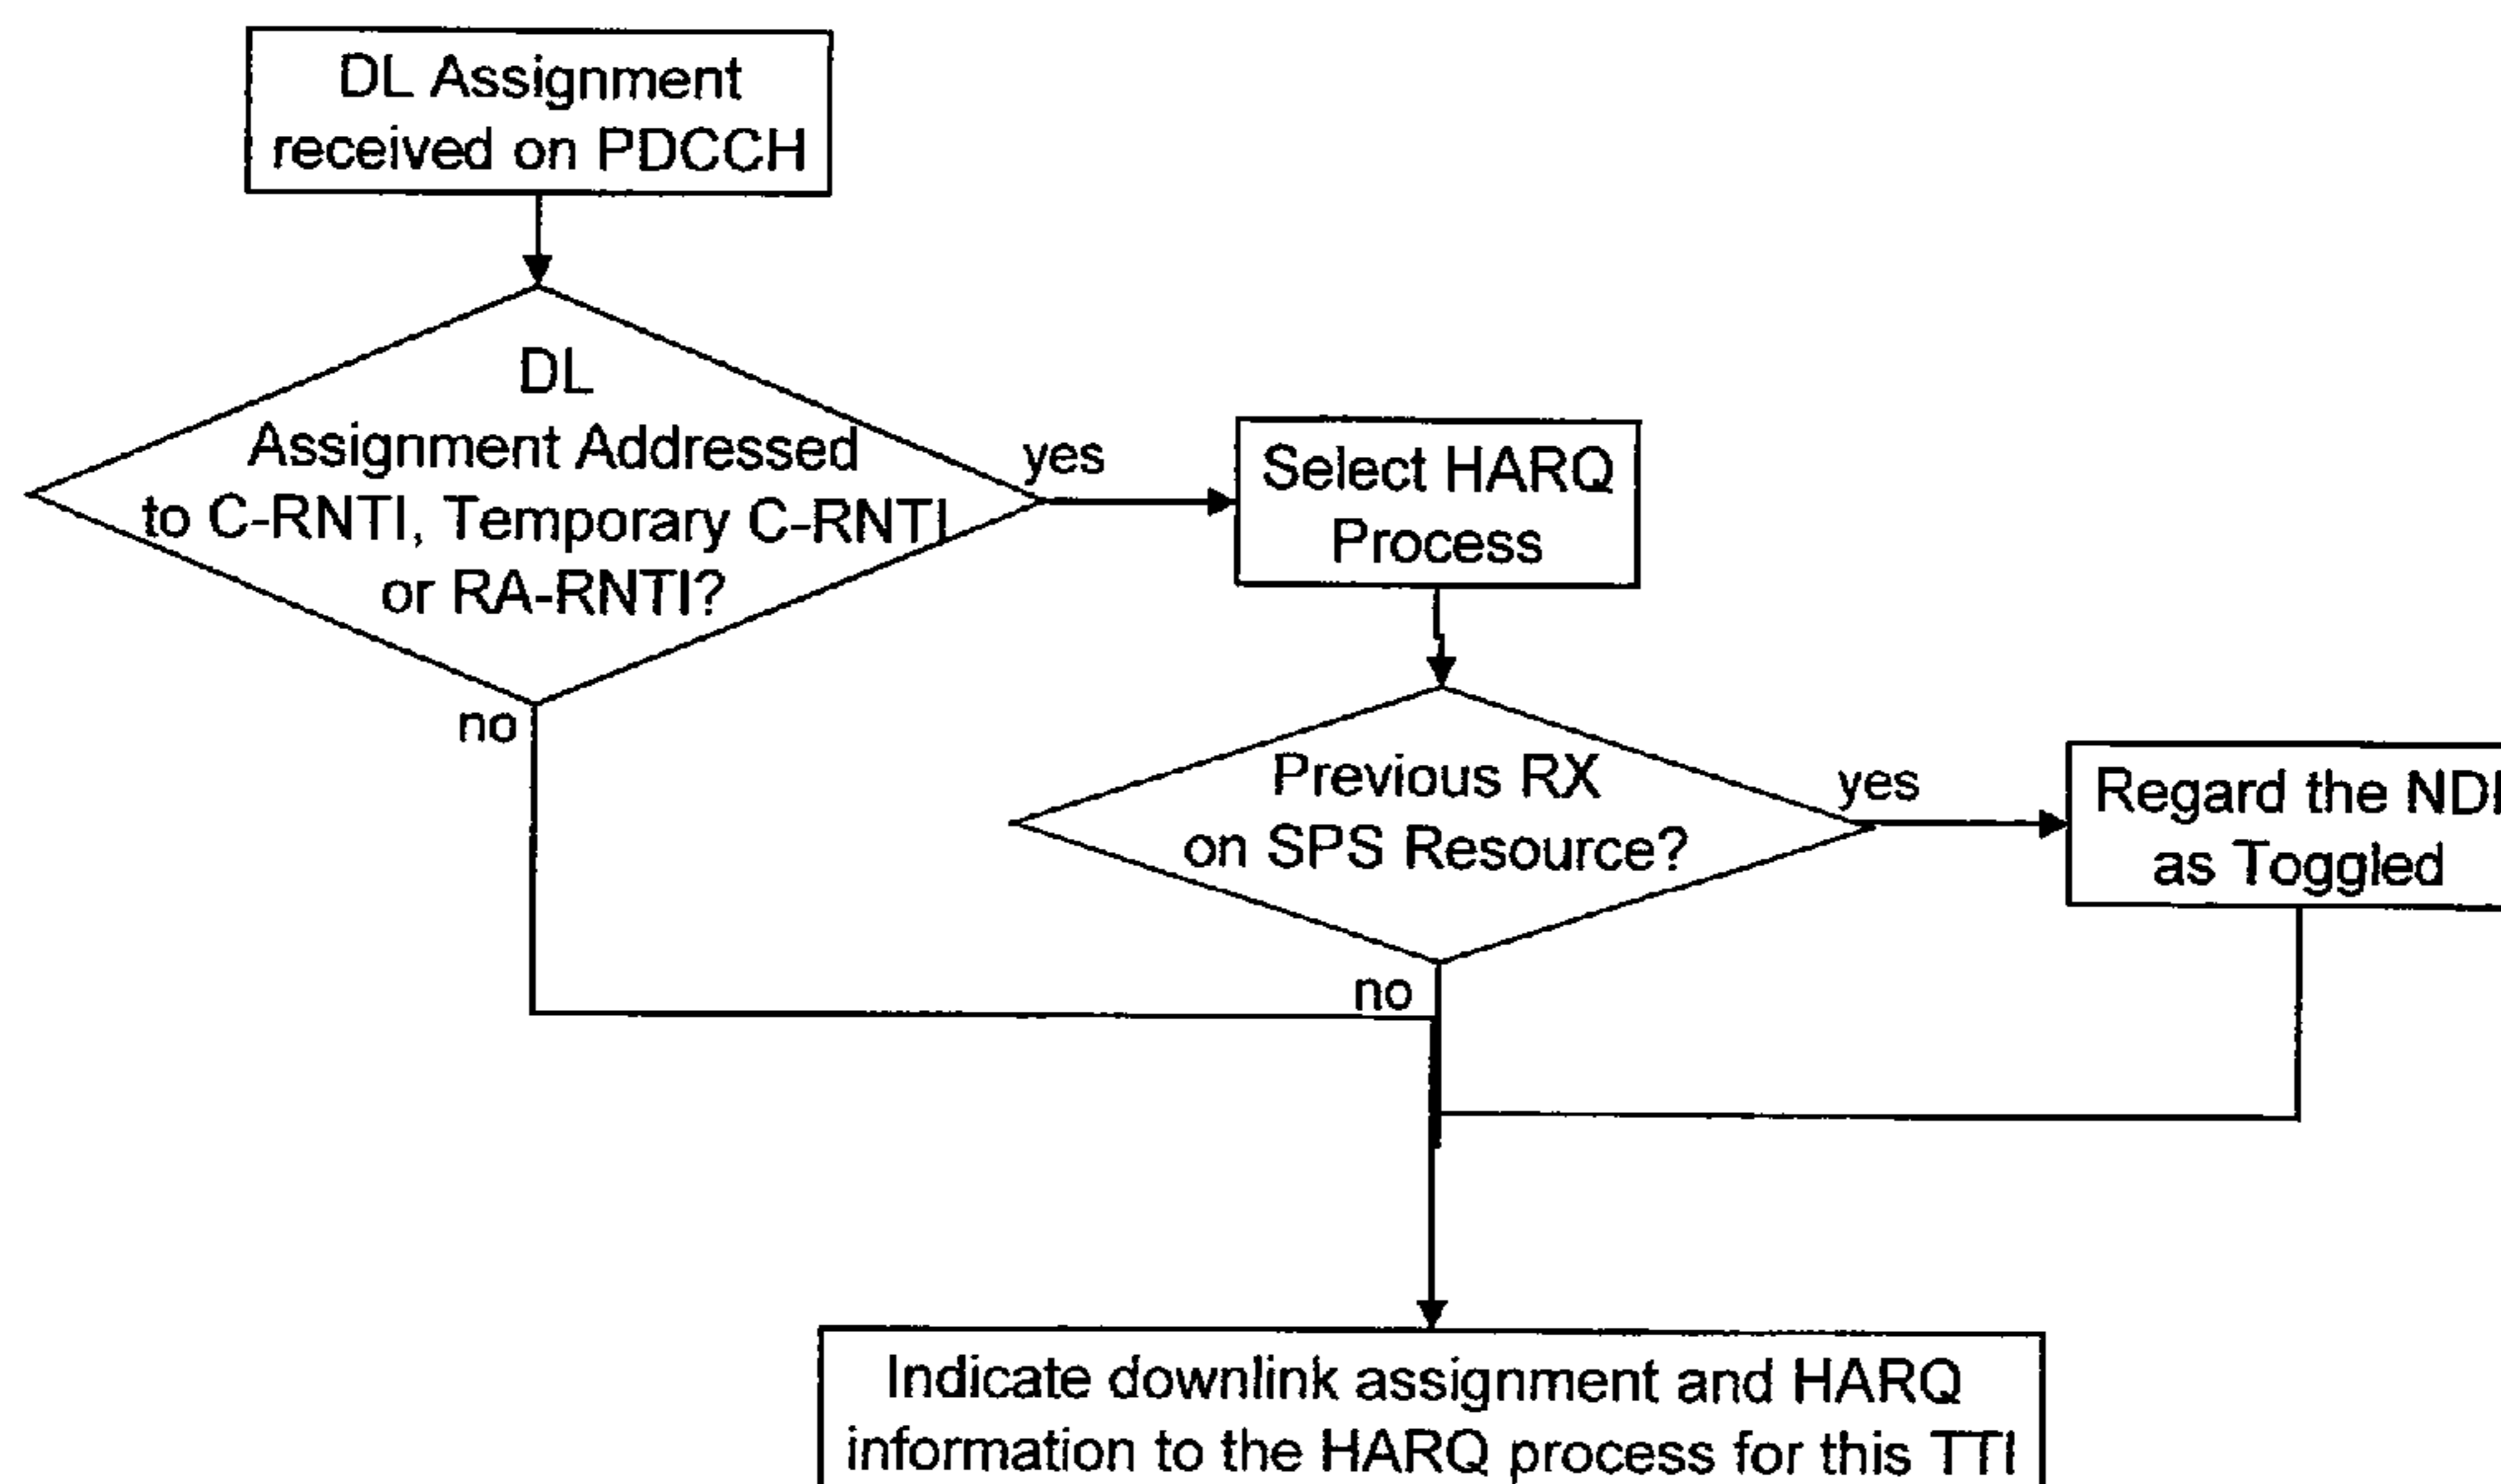 DL Assignment
received on PDCCH
DL
Assignment Addressed
to C-RNTI, Temporary C-RNTI
or RA-RNTI?
yes
Select HARQ
Process
no
Previous RX
on SPS Resource?
yes
Regard the NDI
as Toggled
no
Indicate downlink assignment and HARQ
information to the HARQ process for this TTI